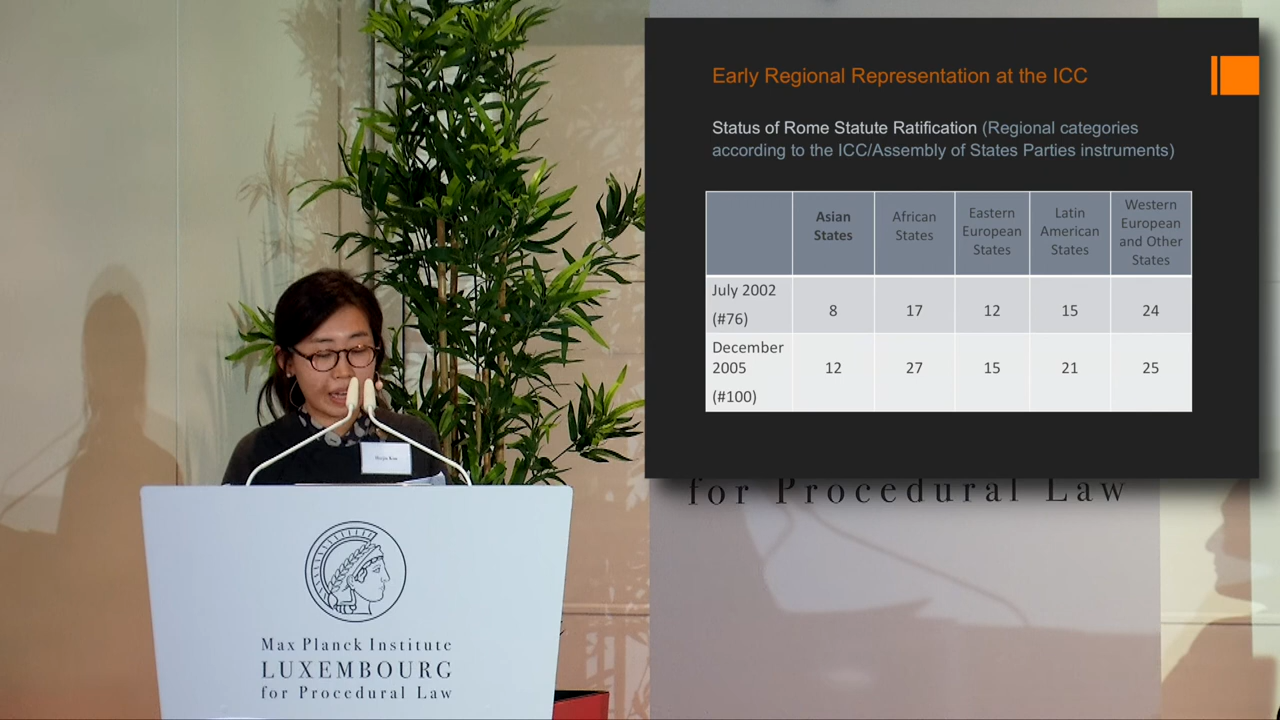 Early Regional Representation at the ICC
Status of Rome Statute Ratification (Regional categories
according to the ICC/Assembly of States Parties instruments)
Asian States
African States
Eastern European States
Latin American States
Western European and Other States
July 2002 (#76)
8
17
12
15
24
December 2005 (#100)
12
27
15
21
25
for Procedural Law
Max Planck Institute
LUXEMBOURG
for Procedural Law